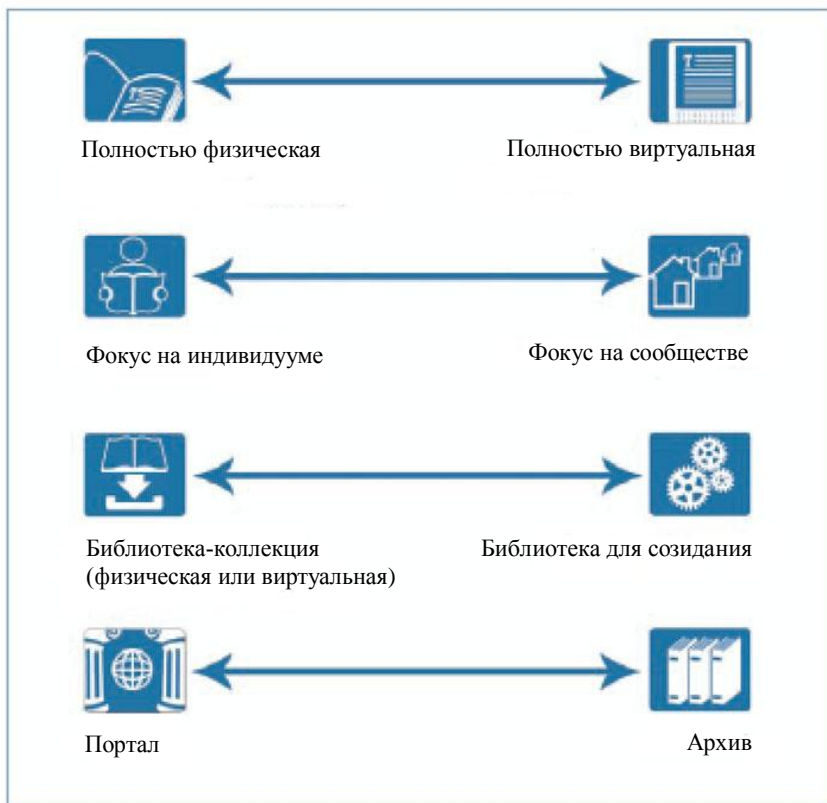 Полностью физическая
Полностью виртуальная
Фокус на индивидууме
Фокус на сообществе
Библиотека-коллекция
(физическая или виртуальная)
Библиотека для созидания
Портал
Архив